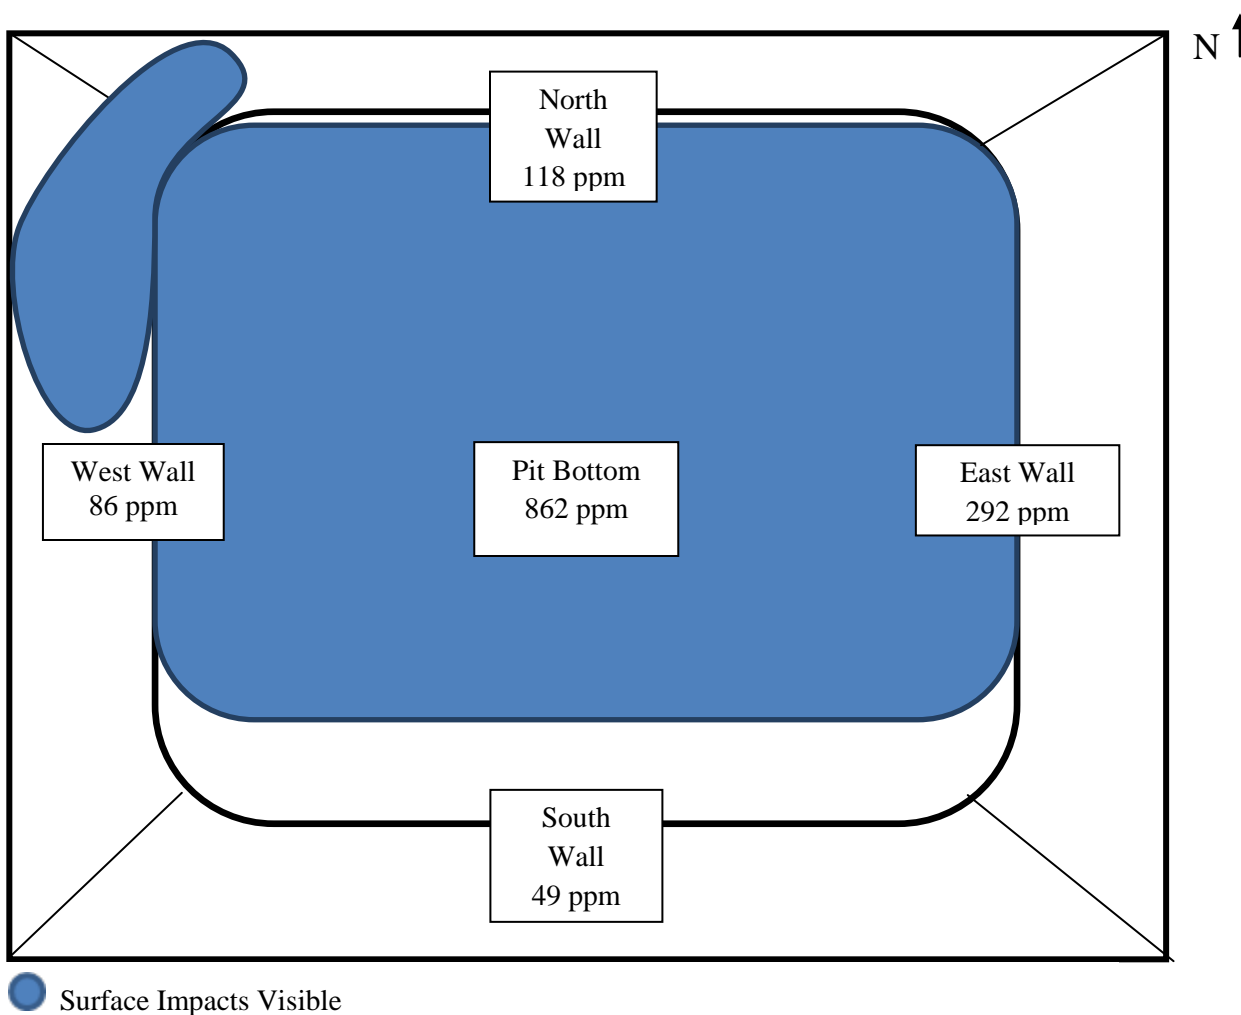 N
North
Wall
118 ppm
West Wall
86 ppm
Pit Bottom
862 ppm
East Wall
292 ppm
South
Wall
49 ppm
Surface Impacts Visible